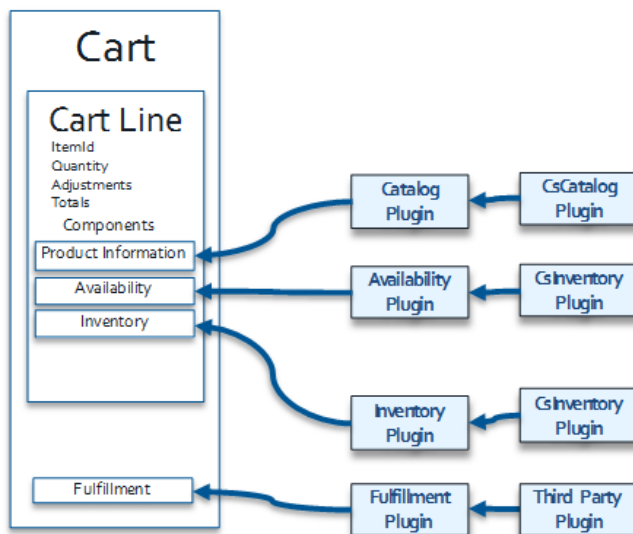 Cart
Cart Line
ItemId
Quantity
Adjustments
Totals
Components
Product Information
Availability
Inventory
Fulfillment
Catalog
Plugin
CsCatalog
Plugin
Availability
Plugin
CsInventory
Plugin
Inventory
Plugin
CsInventory
Plugin
Fulfillment
Plugin
Third Party
Plugin